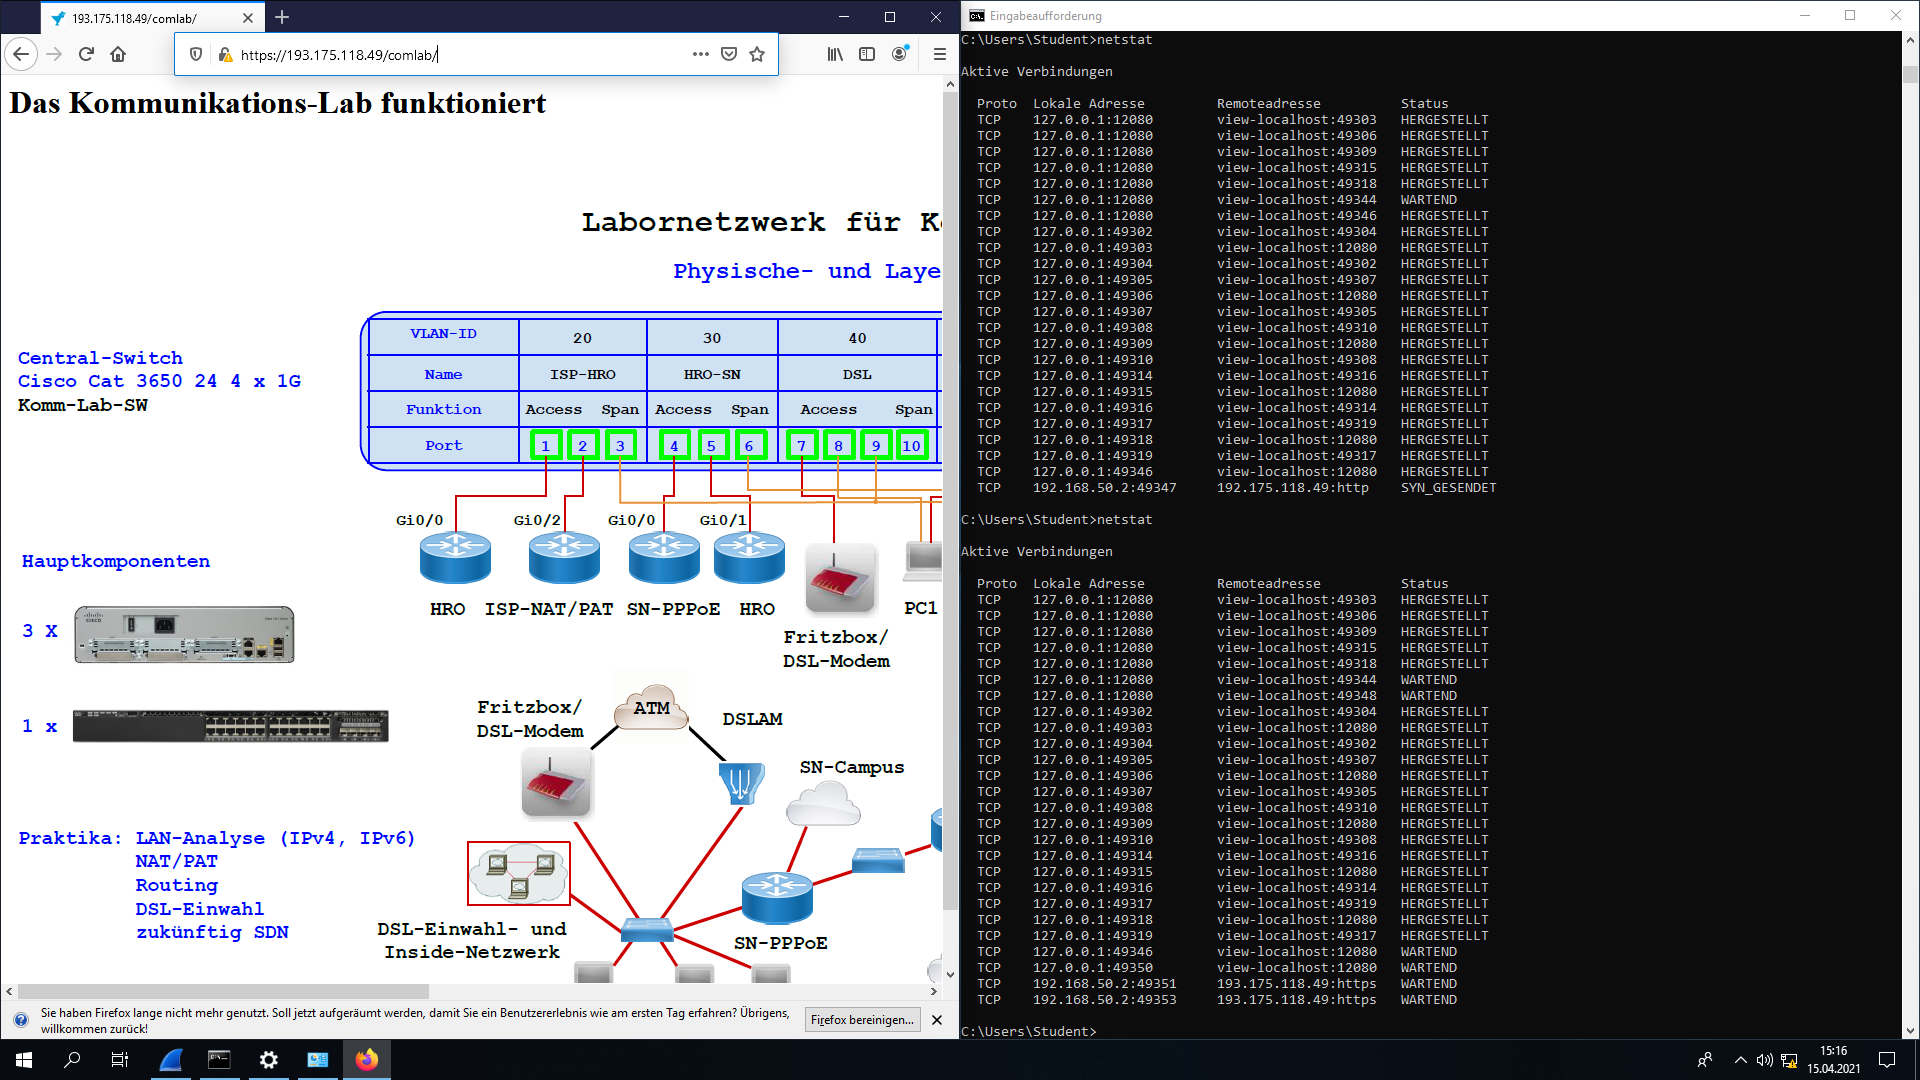 193.175.118.49/comlab/
https://193.175.118.49/comlab/
Das Kommunikations-Lab funktioniert
Labornetzwerk für K
Physische- und Laye
VLAN-ID 20 30 40
Name ISP-HRO HRO-SN DSL
Funktion Access Span Access Span Access Span
Port 1 2 3 4 5 6 7 8 9 10
Central-Switch
Cisco Cat 3650 24 4 x 1G
Komm-Lab-SW
Gi0/0 Gi0/2 Gi0/0 Gi0/1
Hauptkomponenten
HRO ISP-NAT/PAT SN-PPPoE HRO PC1
3 X
Fritzbox/
DSL-Modem
Fritzbox/
DSL-Modem
ATM
DSLAM
1 x
SN-Campus
Praktika: LAN-Analyse (IPv4, IPv6)
NAT/PAT
Routing
DSL-Einwahl
zukünftig SDN
DSL-Einwahl- und
Inside-Netzwerk
SN-PPPoE
Sie haben Firefox lange nicht mehr genutzt. Soll jetzt aufgeräumt werden, damit Sie ein Benutzererlebnis wie am ersten Tag erfahren? Übrigens,
willkommen zurück!
Firefox bereinigen...
Eingabeaufforderung
C:\Users\Student>netstat
Aktive Verbindungen
Proto Lokale Adresse Remoteadresse Status
TCP 127.0.0.1:12080 view-localhost:49303 HERGESTELLT
TCP 127.0.0.1:12080 view-localhost:49306 HERGESTELLT
TCP 127.0.0.1:12080 view-localhost:49309 HERGESTELLT
TCP 127.0.0.1:12080 view-localhost:49315 HERGESTELLT
TCP 127.0.0.1:12080 view-localhost:49318 HERGESTELLT
TCP 127.0.0.1:12080 view-localhost:49344 WARTEND
TCP 127.0.0.1:12080 view-localhost:49346 HERGESTELLT
TCP 127.0.0.1:49302 view-localhost:49304 HERGESTELLT
TCP 127.0.0.1:49303 view-localhost:12080 HERGESTELLT
TCP 127.0.0.1:49304 view-localhost:49302 HERGESTELLT
TCP 127.0.0.1:49305 view-localhost:49307 HERGESTELLT
TCP 127.0.0.1:49306 view-localhost:12080 HERGESTELLT
TCP 127.0.0.1:49307 view-localhost:49305 HERGESTELLT
TCP 127.0.0.1:49308 view-localhost:49310 HERGESTELLT
TCP 127.0.0.1:49309 view-localhost:12080 HERGESTELLT
TCP 127.0.0.1:49310 view-localhost:49308 HERGESTELLT
TCP 127.0.0.1:49314 view-localhost:49316 HERGESTELLT
TCP 127.0.0.1:49315 view-localhost:12080 HERGESTELLT
TCP 127.0.0.1:49316 view-localhost:49314 HERGESTELLT
TCP 127.0.0.1:49317 view-localhost:49319 HERGESTELLT
TCP 127.0.0.1:49318 view-localhost:12080 HERGESTELLT
TCP 127.0.0.1:49319 view-localhost:49317 HERGESTELLT
TCP 127.0.0.1:49346 view-localhost:12080 HERGESTELLT
TCP 192.168.50.2:49347 192.175.118.49:http SYN_GESENDET
C:\Users\Student>netstat
Aktive Verbindungen
Proto Lokale Adresse Remoteadresse Status
TCP 127.0.0.1:12080 view-localhost:49303 HERGESTELLT
TCP 127.0.0.1:12080 view-localhost:49306 HERGESTELLT
TCP 127.0.0.1:12080 view-localhost:49309 HERGESTELLT
TCP 127.0.0.1:12080 view-localhost:49315 HERGESTELLT
TCP 127.0.0.1:12080 view-localhost:49318 HERGESTELLT
TCP 127.0.0.1:12080 view-localhost:49344 WARTEND
TCP 127.0.0.1:12080 view-localhost:49348 WARTEND
TCP 127.0.0.1:49302 view-localhost:49304 HERGESTELLT
TCP 127.0.0.1:49303 view-localhost:12080 HERGESTELLT
TCP 127.0.0.1:49304 view-localhost:49302 HERGESTELLT
TCP 127.0.0.1:49305 view-localhost:49307 HERGESTELLT
TCP 127.0.0.1:49306 view-localhost:12080 HERGESTELLT
TCP 127.0.0.1:49307 view-localhost:49305 HERGESTELLT
TCP 127.0.0.1:49308 view-localhost:49310 HERGESTELLT
TCP 127.0.0.1:49309 view-localhost:12080 HERGESTELLT
TCP 127.0.0.1:49310 view-localhost:49308 HERGESTELLT
TCP 127.0.0.1:49314 view-localhost:49316 HERGESTELLT
TCP 127.0.0.1:49315 view-localhost:12080 HERGESTELLT
TCP 127.0.0.1:49316 view-localhost:49314 HERGESTELLT
TCP 127.0.0.1:49317 view-localhost:49319 HERGESTELLT
TCP 127.0.0.1:49318 view-localhost:12080 HERGESTELLT
TCP 127.0.0.1:49319 view-localhost:49317 HERGESTELLT
TCP 127.0.0.1:49346 view-localhost:12080 WARTEND
TCP 127.0.0.1:49350 view-localhost:12080 WARTEND
TCP 192.168.50.2:49351 193.175.118.49:https WARTEND
TCP 192.168.50.2:49353 193.175.118.49:https WARTEND
C:\Users\Student>
15:16
15.04.2021